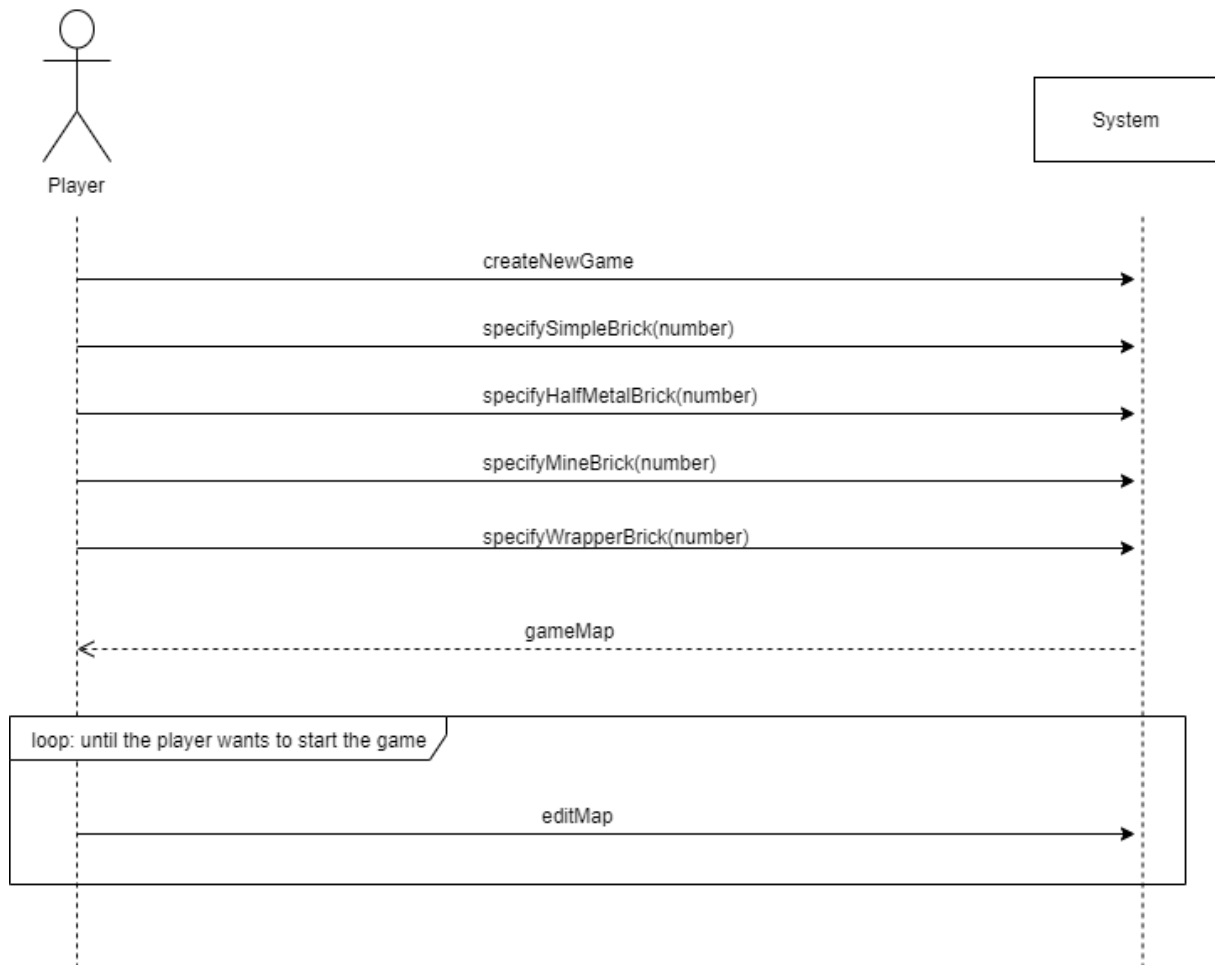 System
Player
createNewGame
specifySimpleBrick(number)
specifyHalfMetalBrick(number)
specifyMineBrick(number)
specifyWrapperBrick(number)
gameMap
loop: until the player wants to start the game
editMap